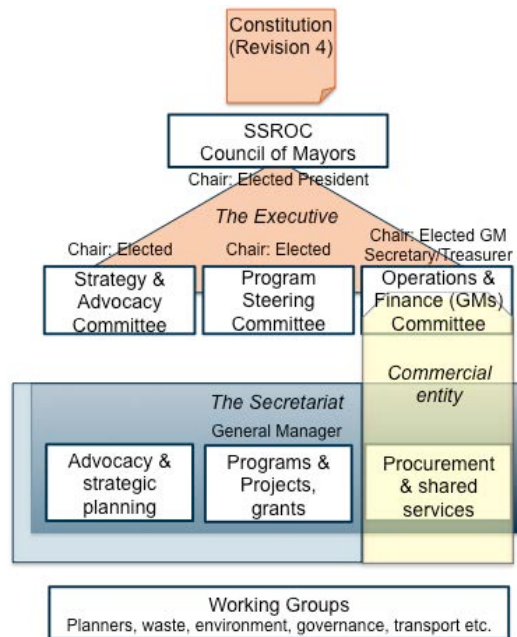 Constitution
(Revision 4)
SSROC
Council of Mayors
Chair: Elected President
The Executive
Chair: Elected
Chair: Elected
Chair: Elected GM
Secretary/Treasurer
Strategy &
Advocacy
Committee
Program
Steering
Committee
Operations &
Finance (GMs)
Committee
Commercial
entity
The Secretariat
General Manager
Advocacy &
strategic
planning
Programs &
Projects,
grants
Procurement
& shared
services
Working Groups
Planners, waste, environment, governance, transport etc.